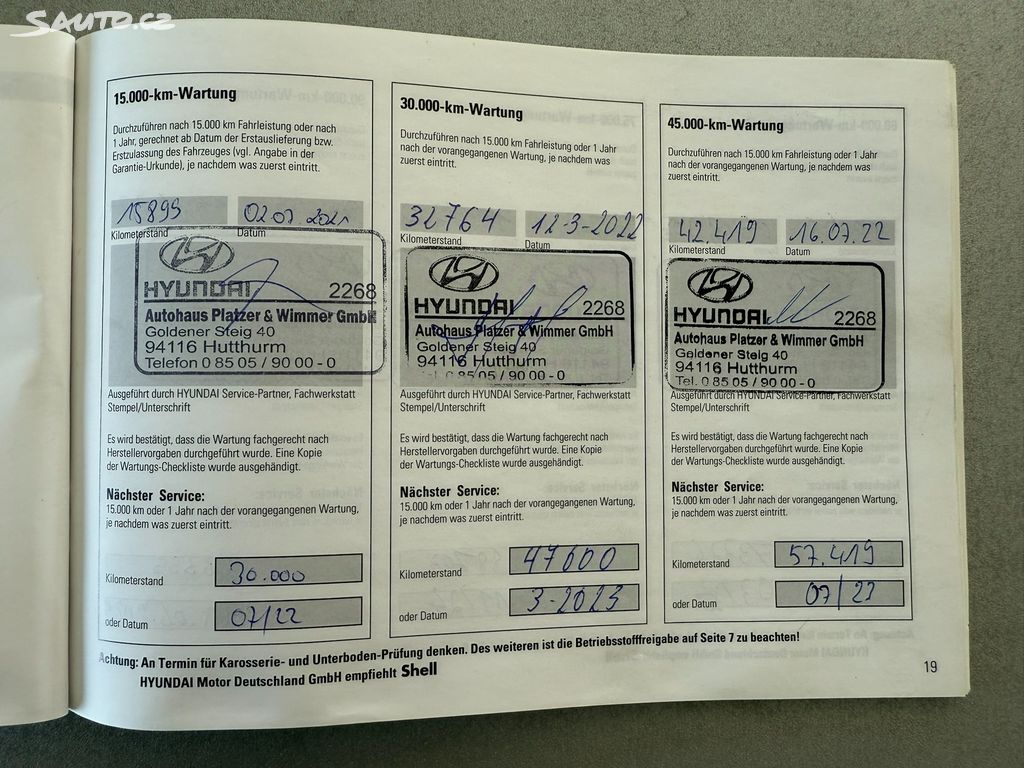 SAUTO.CZ
15.000-km-Wartung
Durchzuführen nach 15.000 km Fahrleistung oder nach
1 Jahr, gerechnet ab Datum der Erstauslieferung bzw.
Erstzulassung des Fahrzeuges (vgl. Angabe in der
Garantie-Urkunde), je nachdem was zuerst eintritt.
15899 02.07.2021
Kilometerstand Datum
HYUNDAI 2268
Autohaus Platzer & Wimmer GmbH
Goldener Steig 40
94116 Hutthurm
Telefon 0 85 05 / 90 00 - 0
Ausgeführt durch HYUNDAI Service-Partner, Fachwerkstatt
Stempel/Unterschrift
Es wird bestätigt, dass die Wartung fachgerecht nach
Herstellervorgaben durchgeführt wurde. Eine Kopie
der Wartungs-Checkliste wurde ausgehändigt.
Nächster Service:
15.000 km oder 1 Jahr nach der vorangegangenen Wartung,
je nachdem was zuerst eintritt.
Kilometerstand 30.000
oder Datum 07/22
30.000-km-Wartung
Durchzuführen nach 15.000 km Fahrleistung oder 1 Jahr
nach der vorangegangenen Wartung, je nachdem was
zuerst eintritt.
32764 12-3-2022
Kilometerstand Datum
HYUNDAI 2268
Autohaus Platzer & Wimmer GmbH
Goldener Steig 40
94116 Hutthurm
Tel. 0 85 05 / 90 00 - 0
Ausgeführt durch HYUNDAI Service-Partner, Fachwerkstatt
Stempel/Unterschrift
Es wird bestätigt, dass die Wartung fachgerecht nach
Herstellervorgaben durchgeführt wurde. Eine Kopie
der Wartungs-Checkliste wurde ausgehändigt.
Nächster Service:
15.000 km oder 1 Jahr nach der vorangegangenen Wartung,
je nachdem was zuerst eintritt.
Kilometerstand 47600
oder Datum 3-2023
45.000-km-Wartung
Durchzuführen nach 15.000 km Fahrleistung oder 1 Jahr
nach der vorangegangenen Wartung, je nachdem was
zuerst eintritt.
42.419 16.07.22
Kilometerstand Datum
HYUNDAI 2268
Autohaus Platzer & Wimmer GmbH
Goldener Steig 40
94116 Hutthurm
Tel. 0 85 05 / 90 00 - 0
Ausgeführt durch HYUNDAI Service-Partner, Fachwerkstatt
Stempel/Unterschrift
Es wird bestätigt, dass die Wartung fachgerecht nach
Herstellervorgaben durchgeführt wurde. Eine Kopie
der Wartungs-Checkliste wurde ausgehändigt.
Nächster Service:
15.000 km oder 1 Jahr nach der vorangegangenen Wartung,
je nachdem was zuerst eintritt.
Kilometerstand 57.419
oder Datum 07/23
Achtung: An Termin für Karosserie- und Unterboden-Prüfung denken. Des weiteren ist die Betriebsstofffreigabe auf Seite 7 zu beachten!
HYUNDAI Motor Deutschland GmbH empfiehlt Shell
19